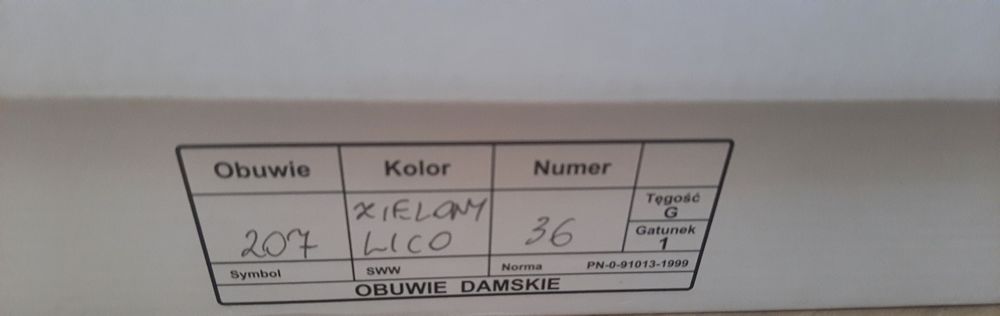 Obuwie Kolor Numer
207 ZIELONY LICO 36
Tęgość
G
Gatunek
1
Symbol SWW Norma PN-0-91013-1999
OBUWIE DAMSKIE